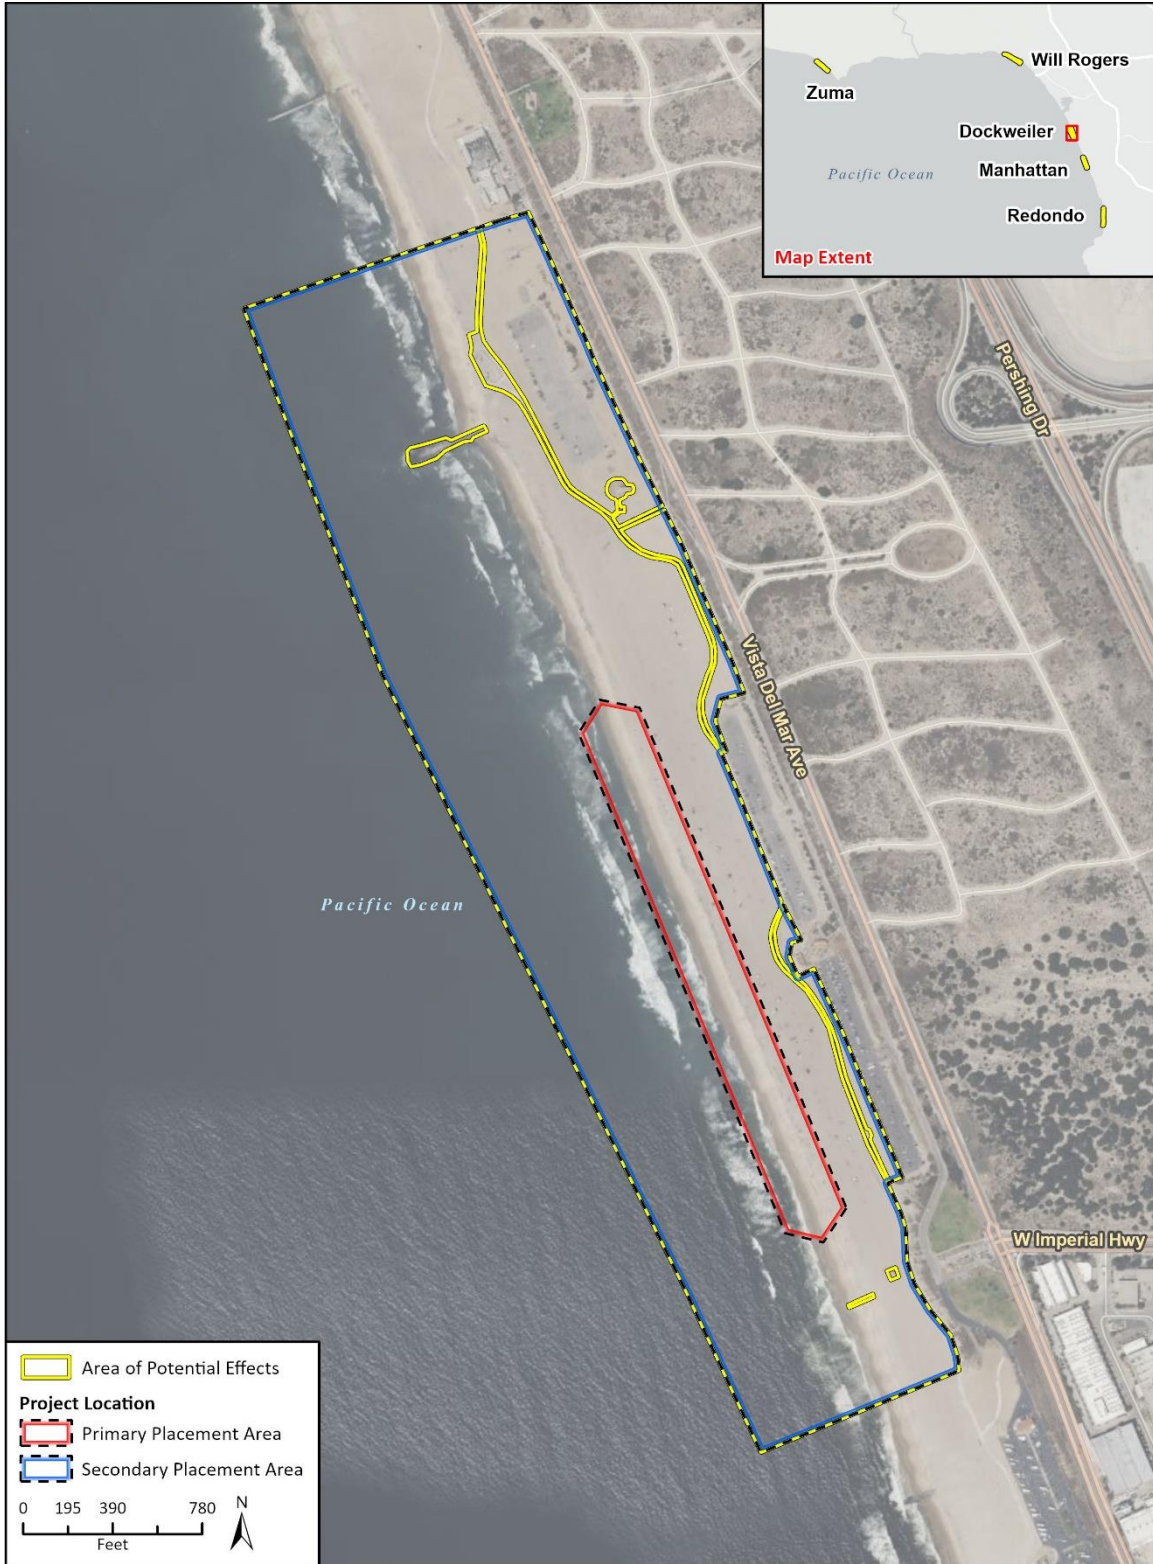 Zuma
Will Rogers
Dockweiler
Pacific Ocean
Manhattan
Redondo
Map Extent
Pershing Dr
Vista Del Mar Ave
Pacific Ocean
W Imperial Hwy
Area of Potential Effects
Project Location
Primary Placement Area
Secondary Placement Area
0 195 390 780
Feet
N